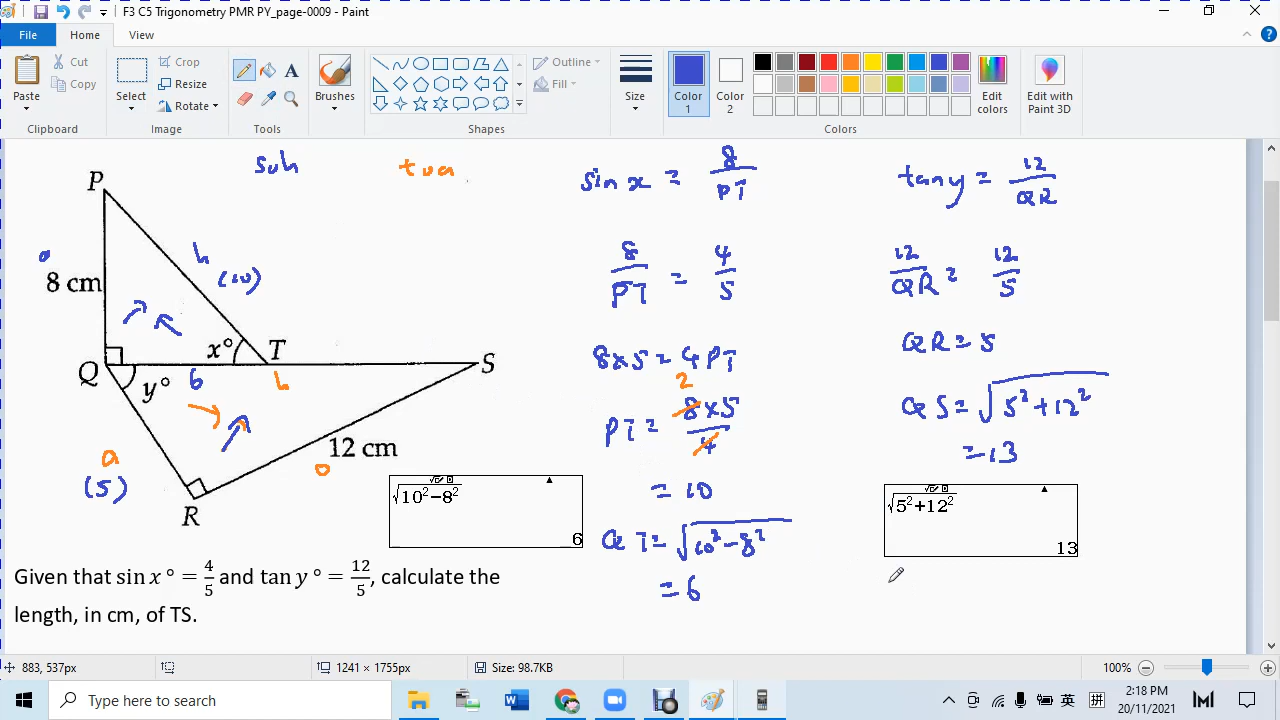 F3 C5 Trigonometry PMR PY_page-0009 - Paint
File Home View
Paste Cut Copy
Clipboard
Select Crop Resize Rotate
Image
A
Tools
Brushes
Shapes
Outline Fill
Size
Color 1 Color 2 Edit colors Edit with Paint 3D
Colors
soh
toa
P
o
8 cm
h
(10)
x°
T
S
Q
y°
6
h
a
(5)
12 cm
o
R
sin x = 8/PT
8/PT = 4/5
8×5 = 4PT
2
PT = 8×5/4
= 10
QT = √10²-8²
= 6
tan y = 12/QR
12/QR = 12/5
QR = 5
QS = √5²+12²
= 13
√10²−8²
6
√5²+12²
13
Given that sin x° = 4/5 and tan y° = 12/5, calculate the
length, in cm, of TS.
883, 537px 1241 × 1755px Size: 98.7KB 100%
Type here to search
英 拼
2:18 PM
20/11/2021